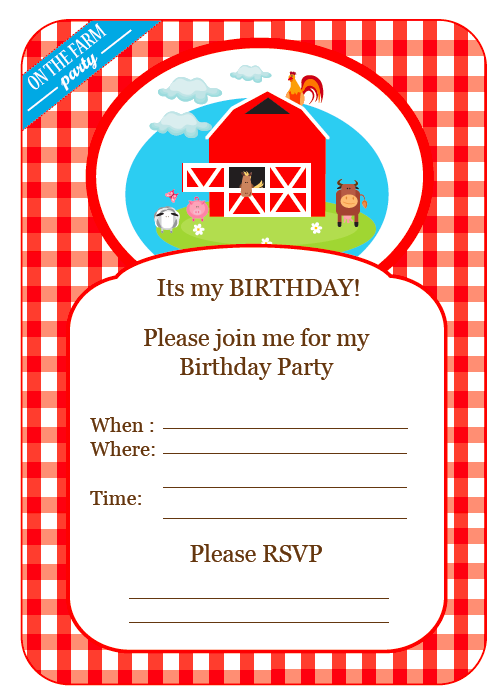 ON THE FARM
party
Its my BIRTHDAY!
Please join me for my
Birthday Party
When :
Where:
Time:
Please RSVP